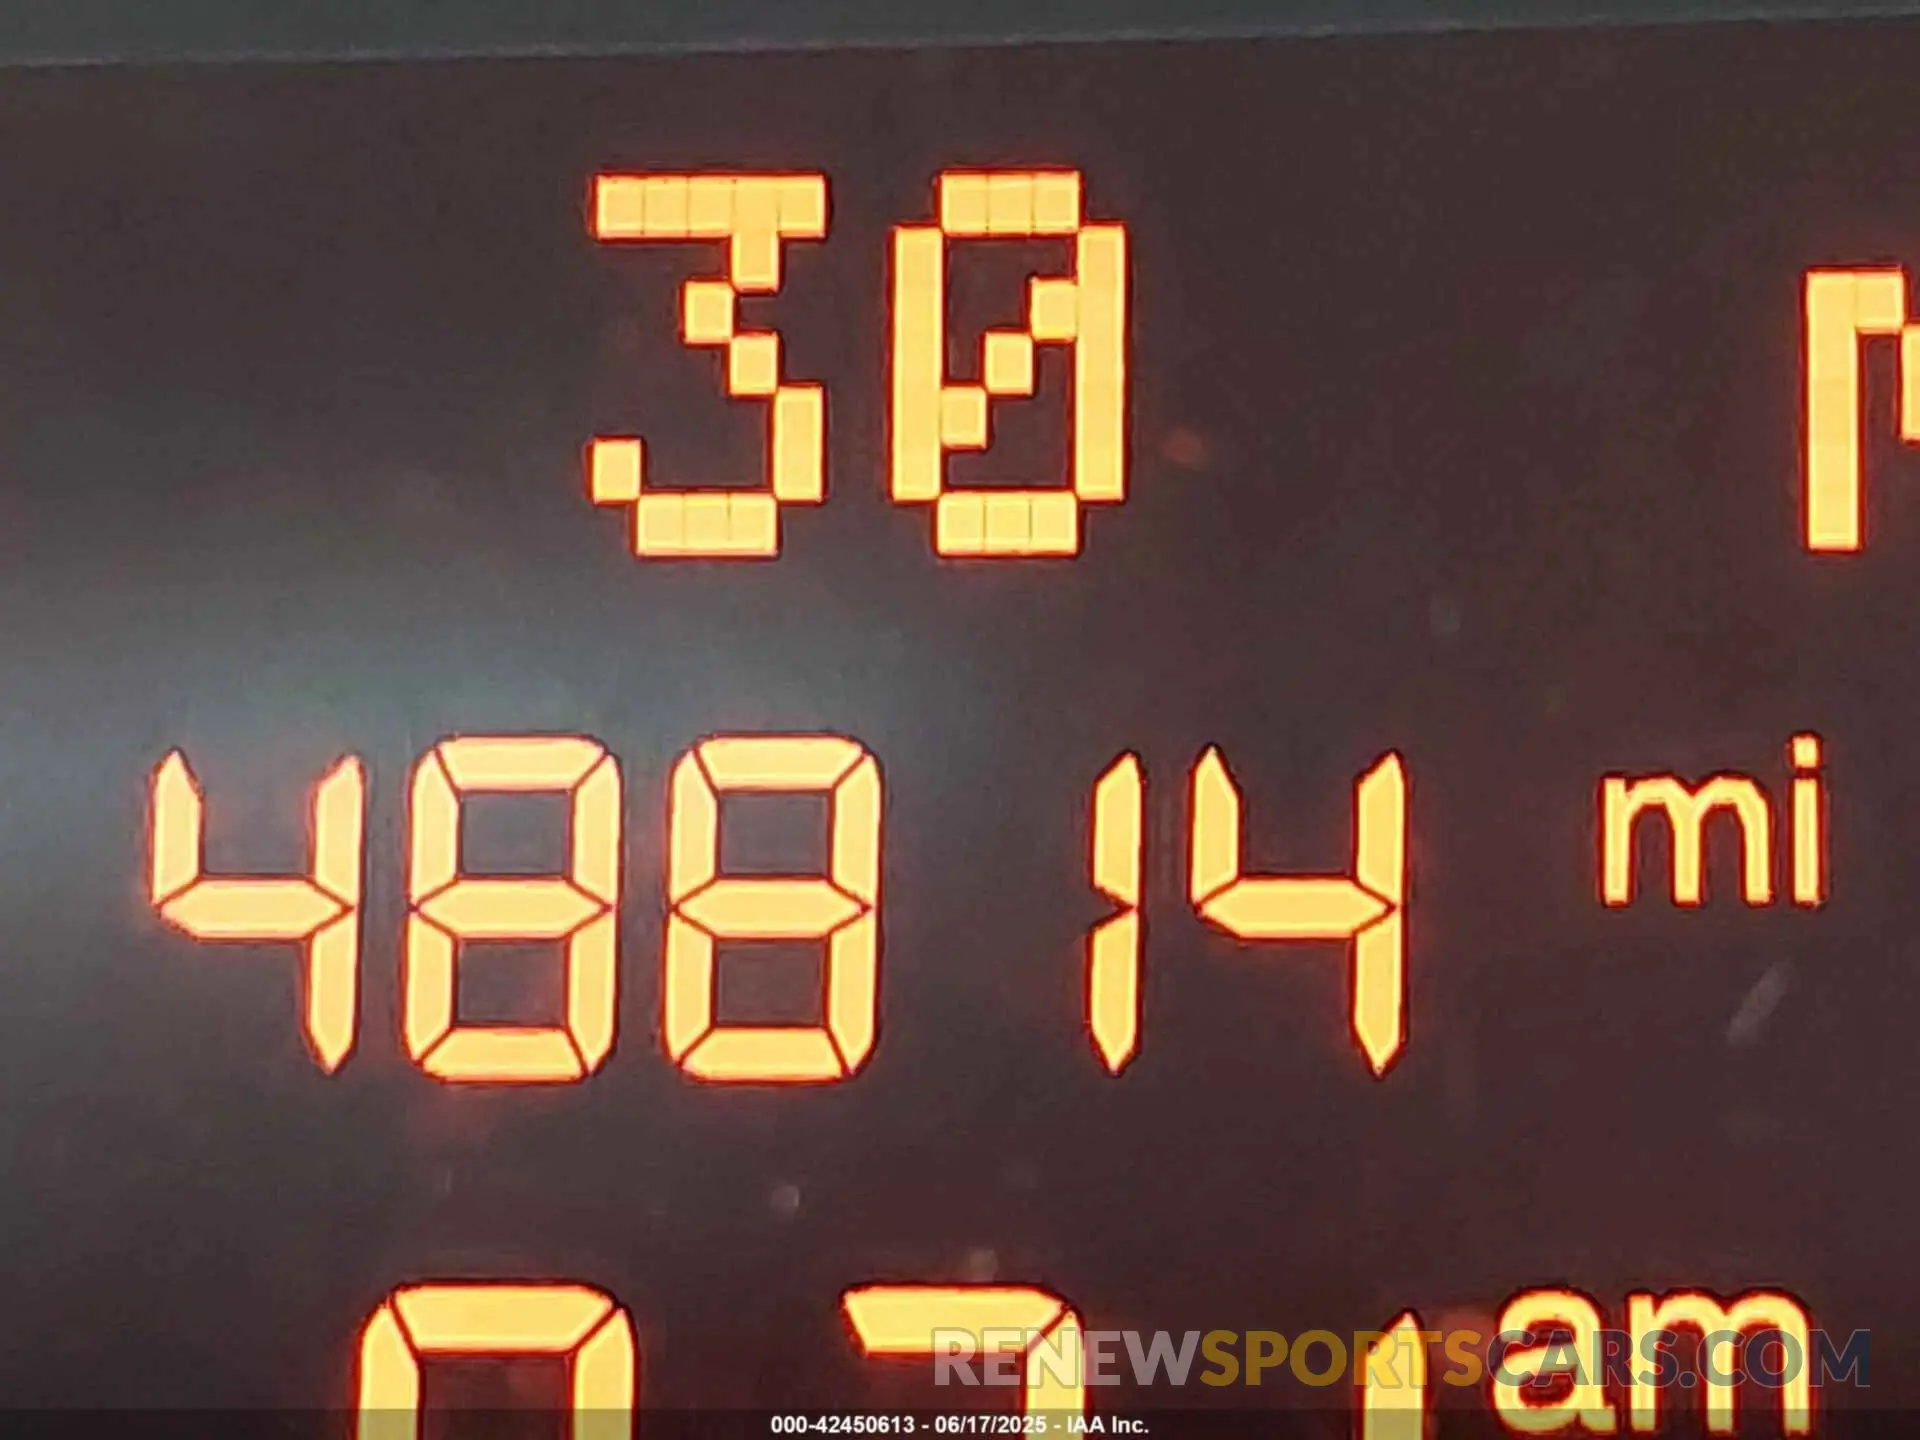 30
48814 mi
am
RENEWSPORTSCARS.COM
000-42450613 - 06/17/2025 - IAA Inc.